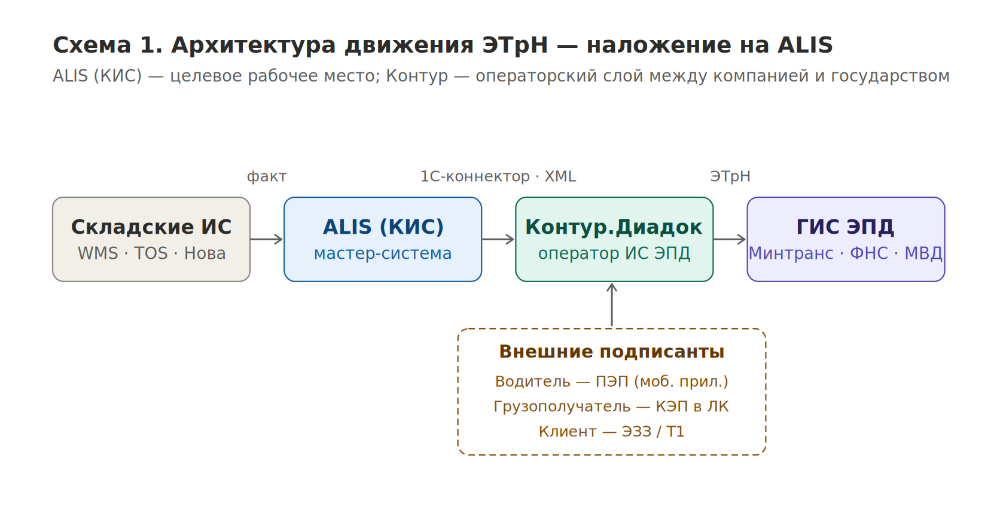 Схема 1. Архитектура движения ЭТрН — наложение на ALIS
ALIS (КИС) — целевое рабочее место; Контур — операторский слой между компанией и государством
факт
1С-коннектор · XML
ЭТрН
Складские ИС
WMS · TOS · Нова
ALIS (КИС)
мастер-система
Контур.Диадок
оператор ИС ЭПД
ГИС ЭПД
Минтранс · ФНС · МВД
Внешние подписанты
Водитель — ПЭП (моб. прил.)
Грузополучатель — КЭП в ЛК
Клиент — ЭЗЗ / Т1